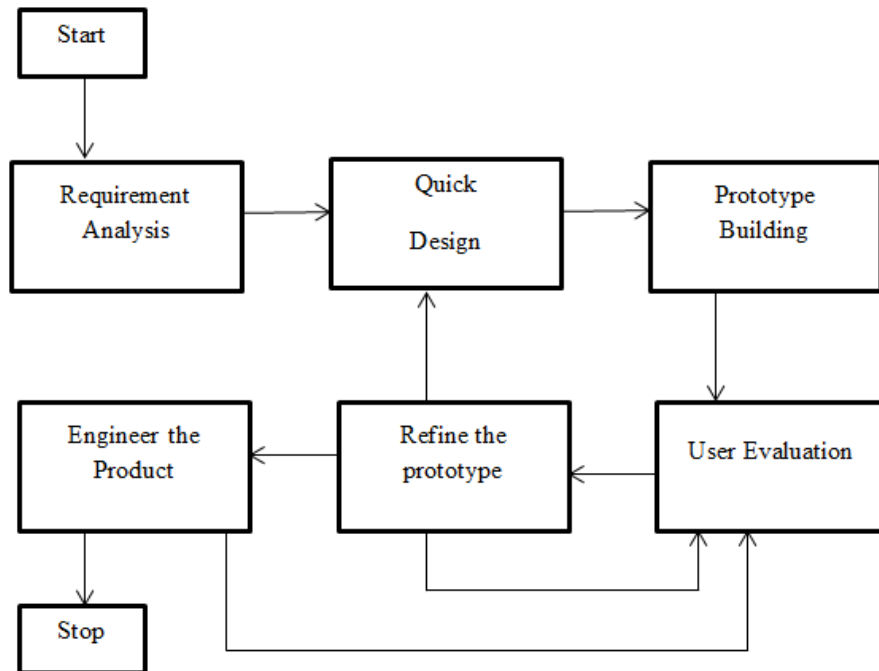 Start
Requirement
Analysis
Quick
Design
Prototype
Building
Engineer the
Product
Refine the
prototype
User Evaluation
Stop